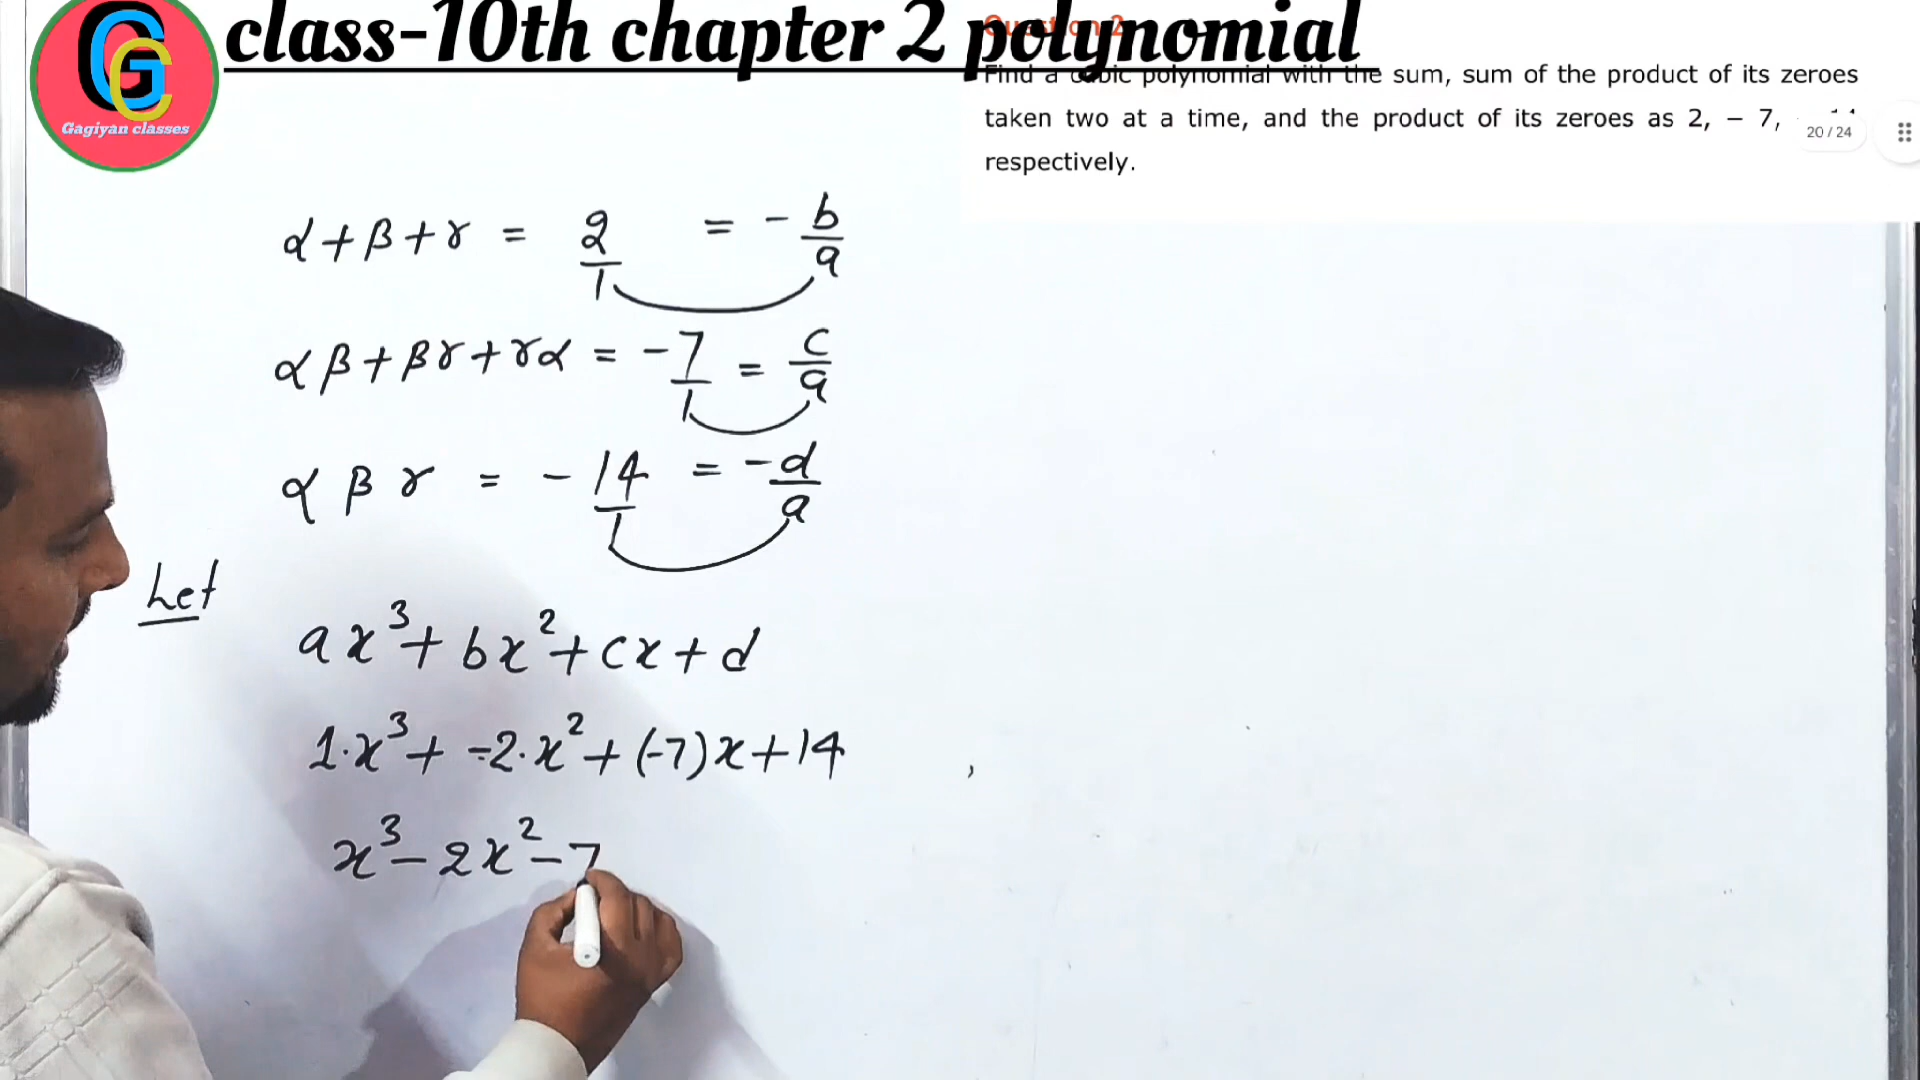 class-10th chapter 2 polynomial
GC
Gagiyan classes
Question 2
Find a cubic polynomial with the sum, sum of the product of its zeroes
taken two at a time, and the product of its zeroes as 2, − 7,
respectively.
20 / 24
α+β+γ = 2/1 = -b/a
αβ+βγ+γα = -7/1 = c/a
αβγ = -14/1 = -d/a
Let
ax³+bx²+cx+d
1·x³+ -2·x²+(-7)x+14
x³-2x²-7